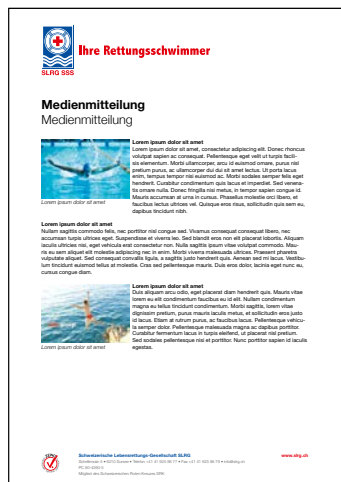 Ihre Rettungsschwimmer
SLRG SSS
Medienmitteilung
Medienmitteilung
Lorem ipsum dolor sit amet
Lorem ipsum dolor sit amet, consectetur adipiscing elit. Donec rhoncus
volutpat sapien ac consequat. Pellentesque eget velit ut turpis facili-
sis elementum. Morbi ullamcorper, arcu id euismod ornare, purus nisl
pretium purus, ac ullamcorper dui dui sit amet lectus. Ut porta lacus
enim, tempus tempor nisi euismod ac. Morbi sodales semper felis eget
hendrerit. Curabitur condimentum quis lacus et imperdiet. Sed venena-
tis ornare nulla. Donec fringilla nisi metus, in tempor sapien congue id.
Mauris accumsan at urna in cursus. Phasellus molestie orci libero, et
faucibus lectus ultrices vel. Quisque eros risus, sollicitudin quis sem eu,
dapibus tincidunt nibh.
Lorem ipsum dolor sit amet
Lorem ipsum dolor sit amet
Nullam sagittis commodo felis, nec porttitor nisl congue sed. Vivamus consequat consequat libero, nec
accumsan turpis ultrices eget. Suspendisse et viverra leo. Sed blandit eros non elit placerat lobortis. Aliquam
iaculis ultricies nisi, eget vehicula erat consectetur non. Nulla sagittis ipsum vitae volutpat commodo. Mau-
ris eu sem aliquet elit molestie adipiscing nec in enim. Morbi viverra malesuada ultrices. Praesent pharetra
vulputate aliquet. Sed consequat convallis ligula, a sagittis justo hendrerit quis. Aenean sed mi lacus. Vestibu-
lum tincidunt euismod tellus at molestie. Cras sed pellentesque mauris. Duis eros dolor, lacinia eget nunc eu,
cursus congue diam.
Lorem ipsum dolor sit amet
Duis aliquam arcu odio, eget placerat diam hendrerit quis. Mauris vitae
lorem eu elit condimentum faucibus eu id elit. Nullam condimentum
magna eu tellus tincidunt condimentum. Morbi sagittis, lorem vitae
dignissim pretium, purus mauris iaculis metus, et sollicitudin eros justo
id lacus. Etiam at rutrum purus, ac faucibus lacus. Pellentesque vehicu-
la semper dolor. Pellentesque malesuada magna ac dapibus porttitor.
Curabitur fermentum lacus in turpis eleifend, ut placerat nisl pretium.
Sed sodales pellentesque nisi et porttitor. Nunc porttitor sapien id iaculis
egestas.
Lorem ipsum dolor sit amet
Schweizerische Lebensrettungs-Gesellschaft SLRG
www.slrg.ch